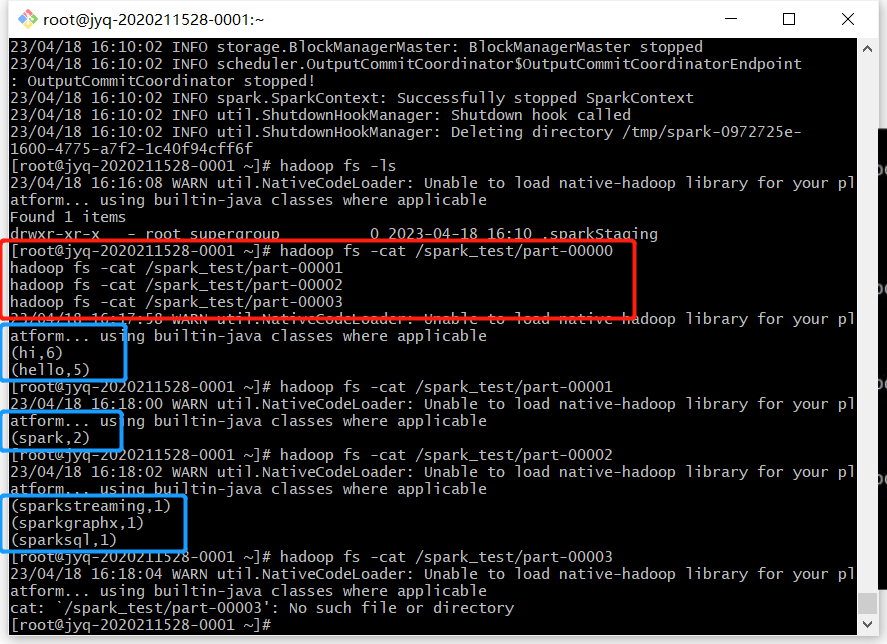 root@jyq-2020211528-0001:~
23/04/18 16:10:02 INFO storage.BlockManagerMaster: BlockManagerMaster stopped
23/04/18 16:10:02 INFO scheduler.OutputCommitCoordinator$OutputCommitCoordinatorEndpoint
: OutputCommitCoordinator stopped!
23/04/18 16:10:02 INFO spark.SparkContext: Successfully stopped SparkContext
23/04/18 16:10:02 INFO util.ShutdownHookManager: Shutdown hook called
23/04/18 16:10:02 INFO util.ShutdownHookManager: Deleting directory /tmp/spark-0972725e-
1600-4775-a7f2-1c40f94cff6f
[root@jyq-2020211528-0001 ~]# hadoop fs -ls
23/04/18 16:16:08 WARN util.NativeCodeLoader: Unable to load native-hadoop library for your pl
atform... using builtin-java classes where applicable
Found 1 items
drwxr-xr-x   - root supergroup          0 2023-04-18 16:10 .sparkStaging
[root@jyq-2020211528-0001 ~]# hadoop fs -cat /spark_test/part-00000
hadoop fs -cat /spark_test/part-00001
hadoop fs -cat /spark_test/part-00002
hadoop fs -cat /spark_test/part-00003
23/04/18 16:17:58 WARN util.NativeCodeLoader: Unable to load native-hadoop library for your pl
atform... using builtin-java classes where applicable
(hi,6)
(hello,5)
[root@jyq-2020211528-0001 ~]# hadoop fs -cat /spark_test/part-00001
23/04/18 16:18:00 WARN util.NativeCodeLoader: Unable to load native-hadoop library for your pl
atform... using builtin-java classes where applicable
(spark,2)
[root@jyq-2020211528-0001 ~]# hadoop fs -cat /spark_test/part-00002
23/04/18 16:18:02 WARN util.NativeCodeLoader: Unable to load native-hadoop library for your pl
atform... using builtin-java classes where applicable
(sparkstreaming,1)
(sparkgraphx,1)
(sparksql,1)
[root@jyq-2020211528-0001 ~]# hadoop fs -cat /spark_test/part-00003
23/04/18 16:18:04 WARN util.NativeCodeLoader: Unable to load native-hadoop library for your pl
atform... using builtin-java classes where applicable
cat: `/spark_test/part-00003': No such file or directory
[root@jyq-2020211528-0001 ~]#